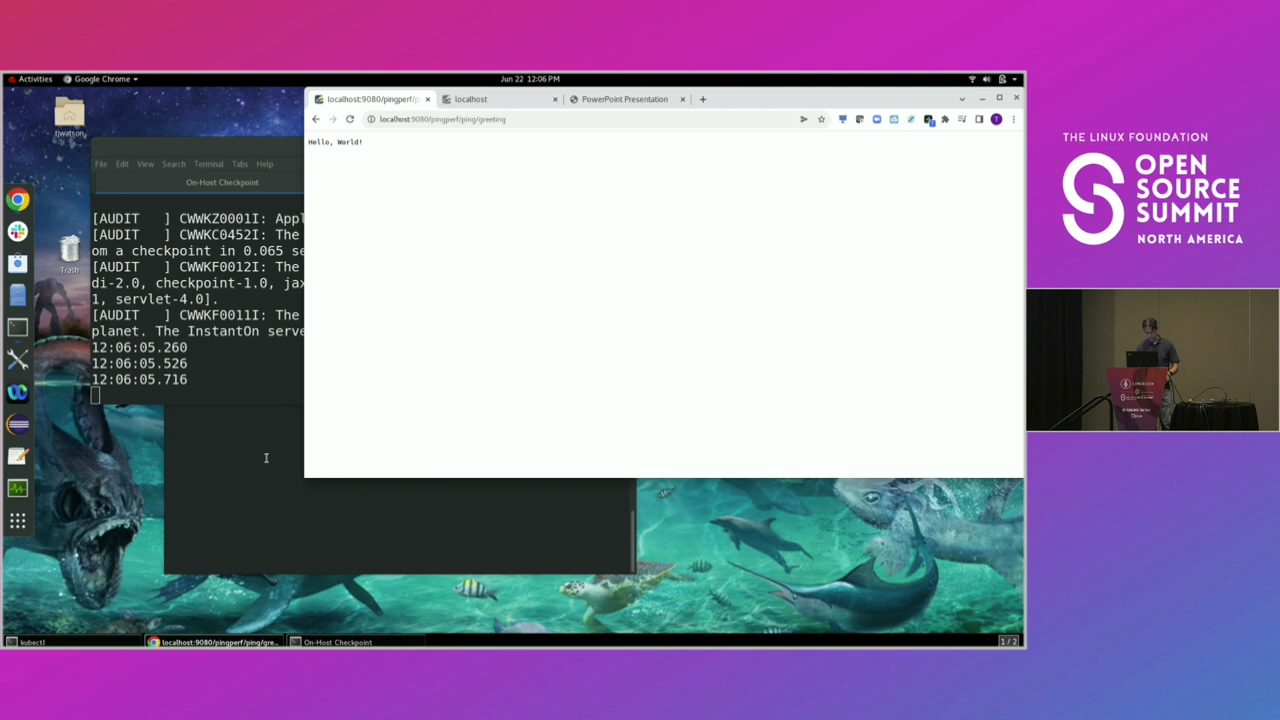 Activities
Google Chrome
Jun 22 12:06 PM
localhost:9080/pingperf/p
localhost
PowerPoint Presentation
localhost:9080/pingperf/ping/greeting
T
Hello, World!
rjwatson
Trash
File Edit View Search Terminal Tabs Help
On-Host Checkpoint
[AUDIT ] CWWKZ0001I: Appl
[AUDIT ] CWWKC0452I: The
om a checkpoint in 0.065 se
[AUDIT ] CWWKF0012I: The
di-2.0, checkpoint-1.0, jax
1, servlet-4.0].
[AUDIT ] CWWKF0011I: The
planet. The InstantOn serve
12:06:05.260
12:06:05.526
12:06:05.716
kubectl
localhost:9080/pingperf/ping/gre...
On-Host Checkpoint
1 / 2
THE LINUX FOUNDATION
OPEN
SOURCE
SUMMIT
NORTH AMERICA